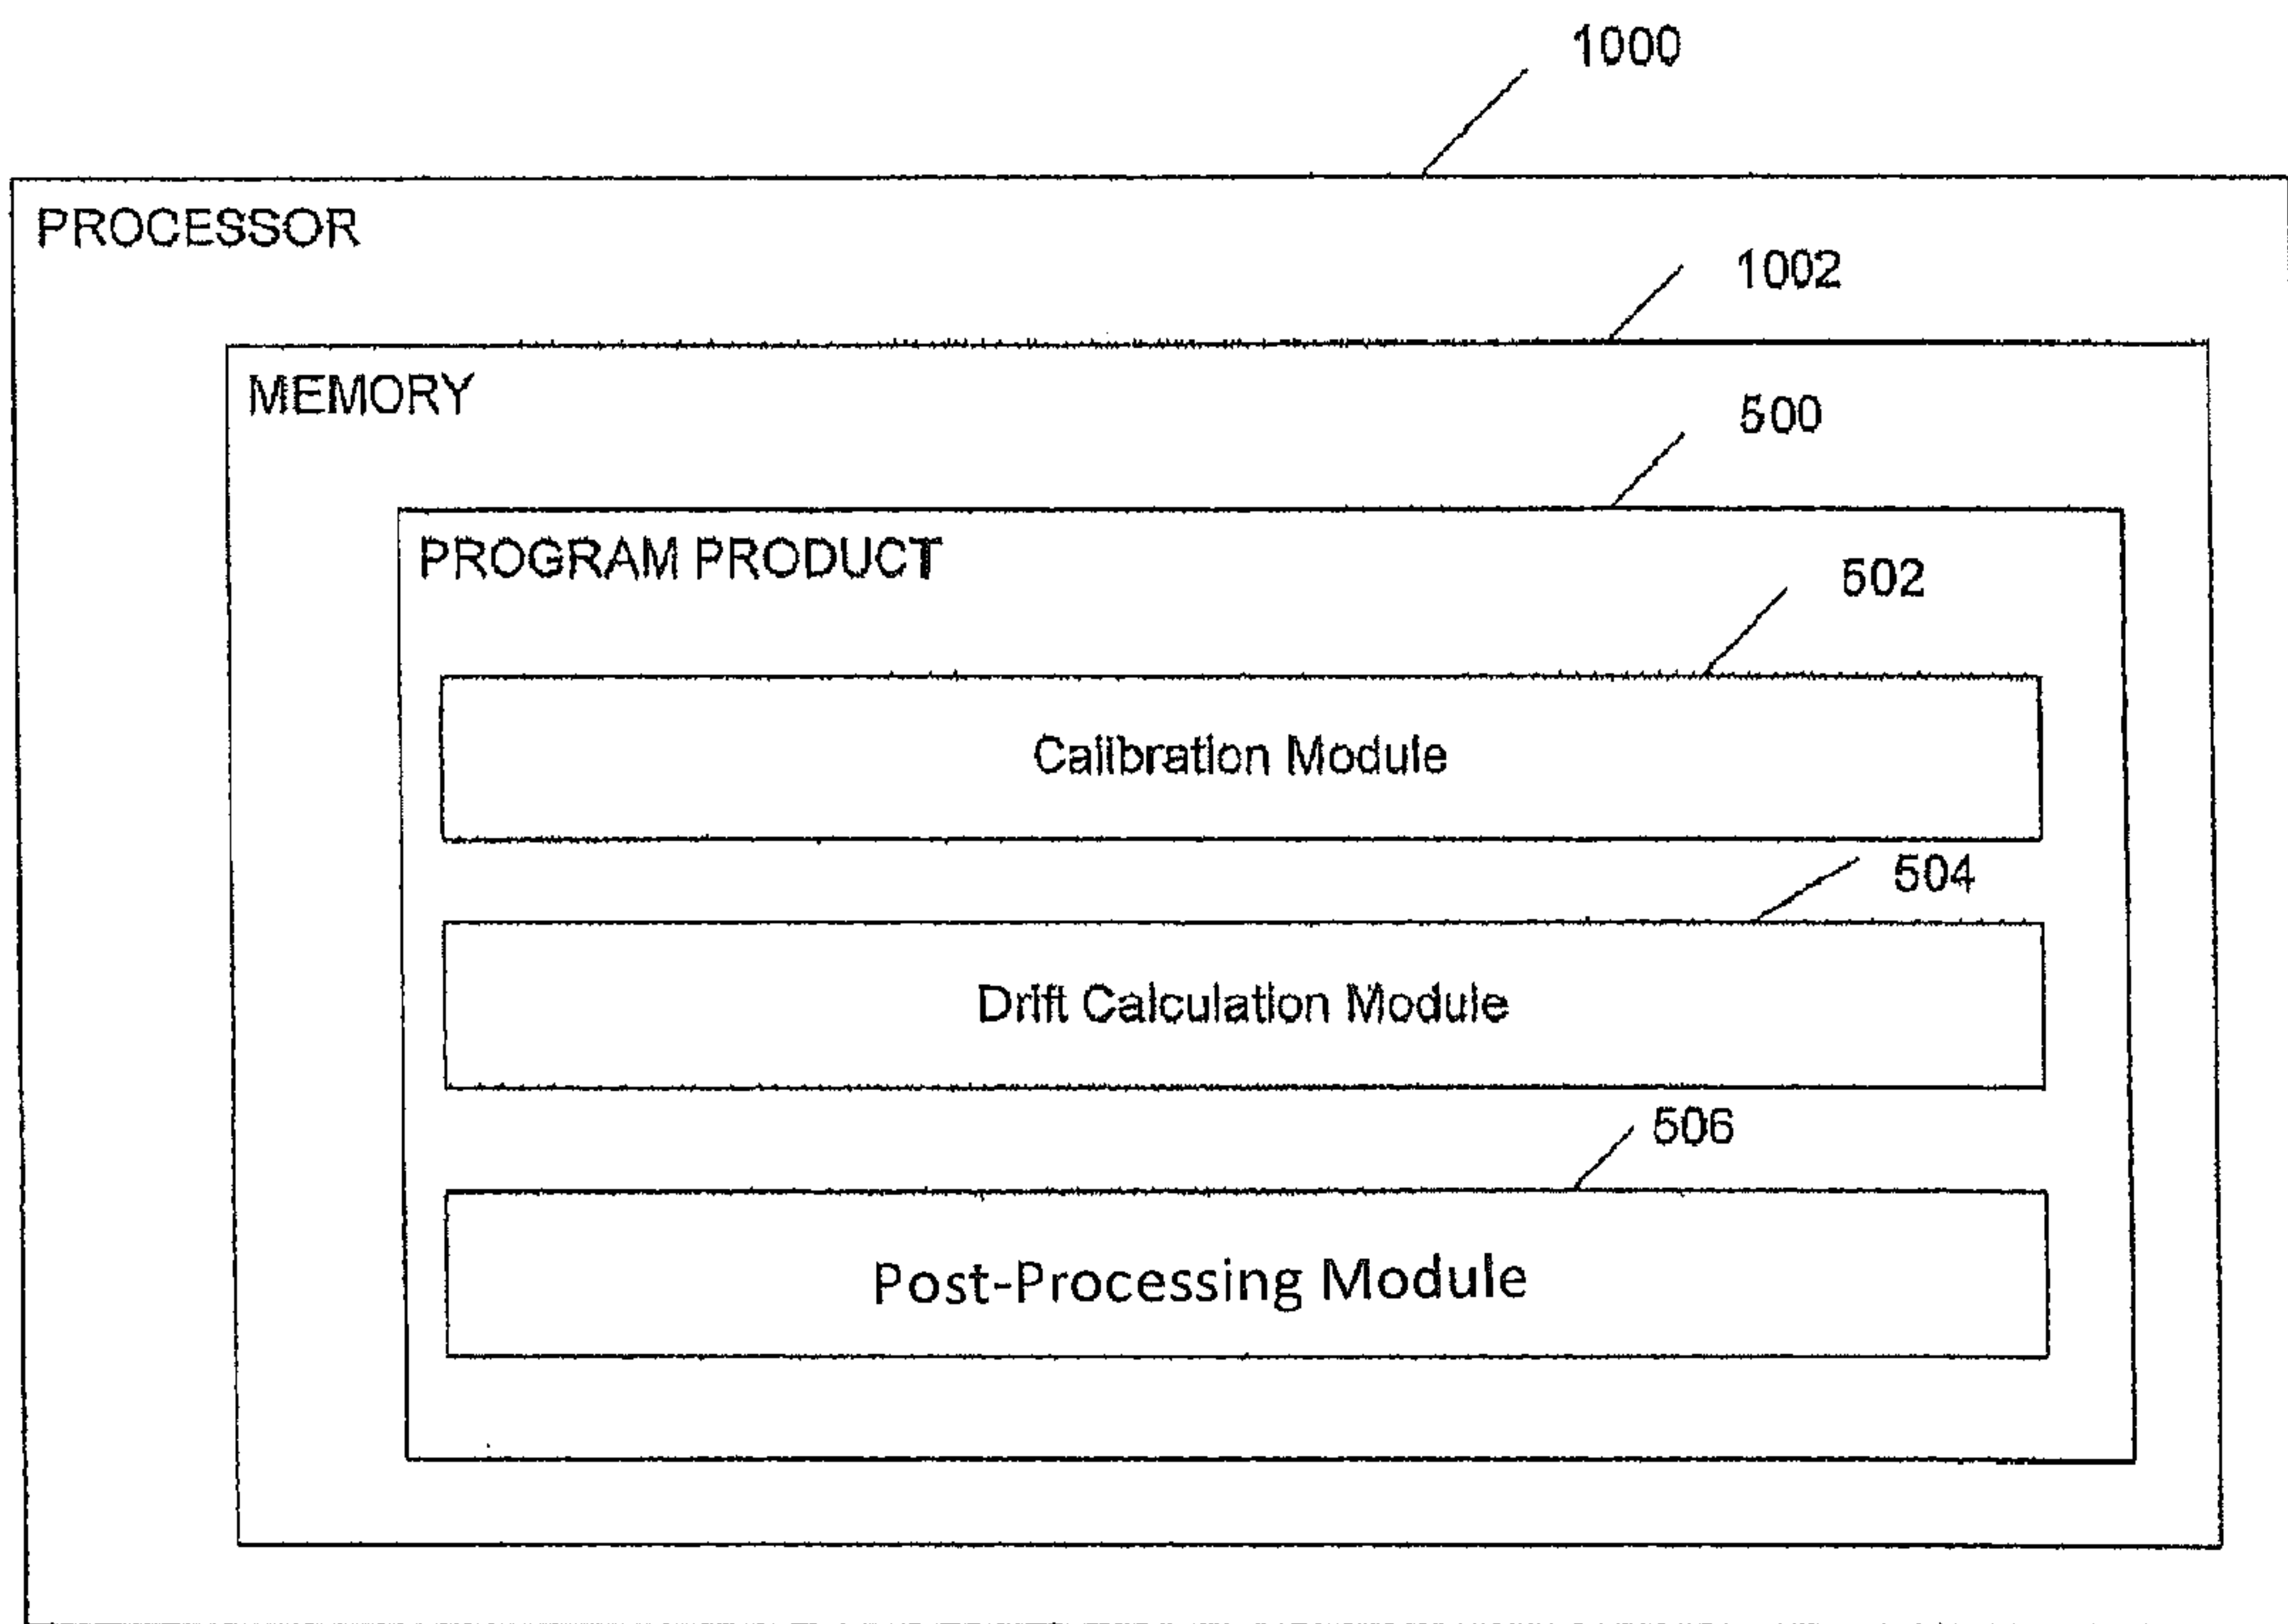 1000
PROCESSOR
1002
MEMORY
500
PROGRAM PRODUCT
502
Calibration Module
504
Drift Calculation Module
506
Post-Processing Module